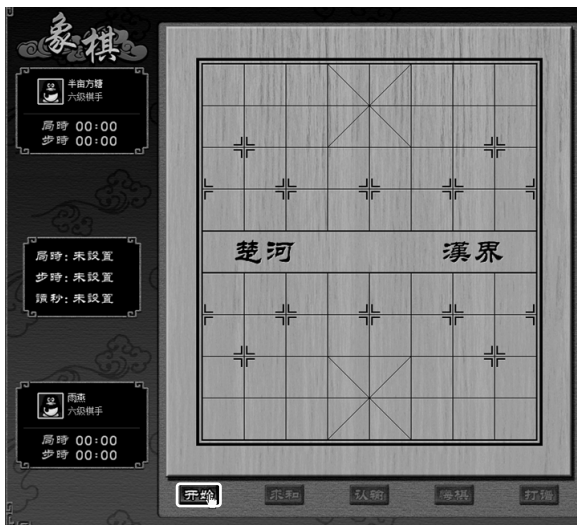 象棋
半亩方糖
六级棋手
局時 00:00
步時 00:00
楚河
漢界
局時:未設置
步時:未設置
讀秒:未設置
雨燕
六级棋手
局時 00:00
步時 00:00
开始
求和
认输
悔棋
打谱